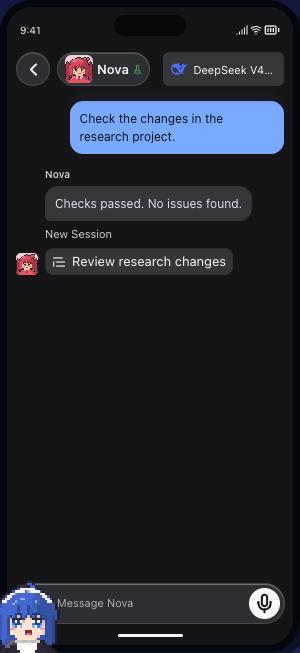 9:41
Nova
DeepSeek V4...
Check the changes in the
research project.
Nova
Checks passed. No issues found.
New Session
Review research changes
Message Nova